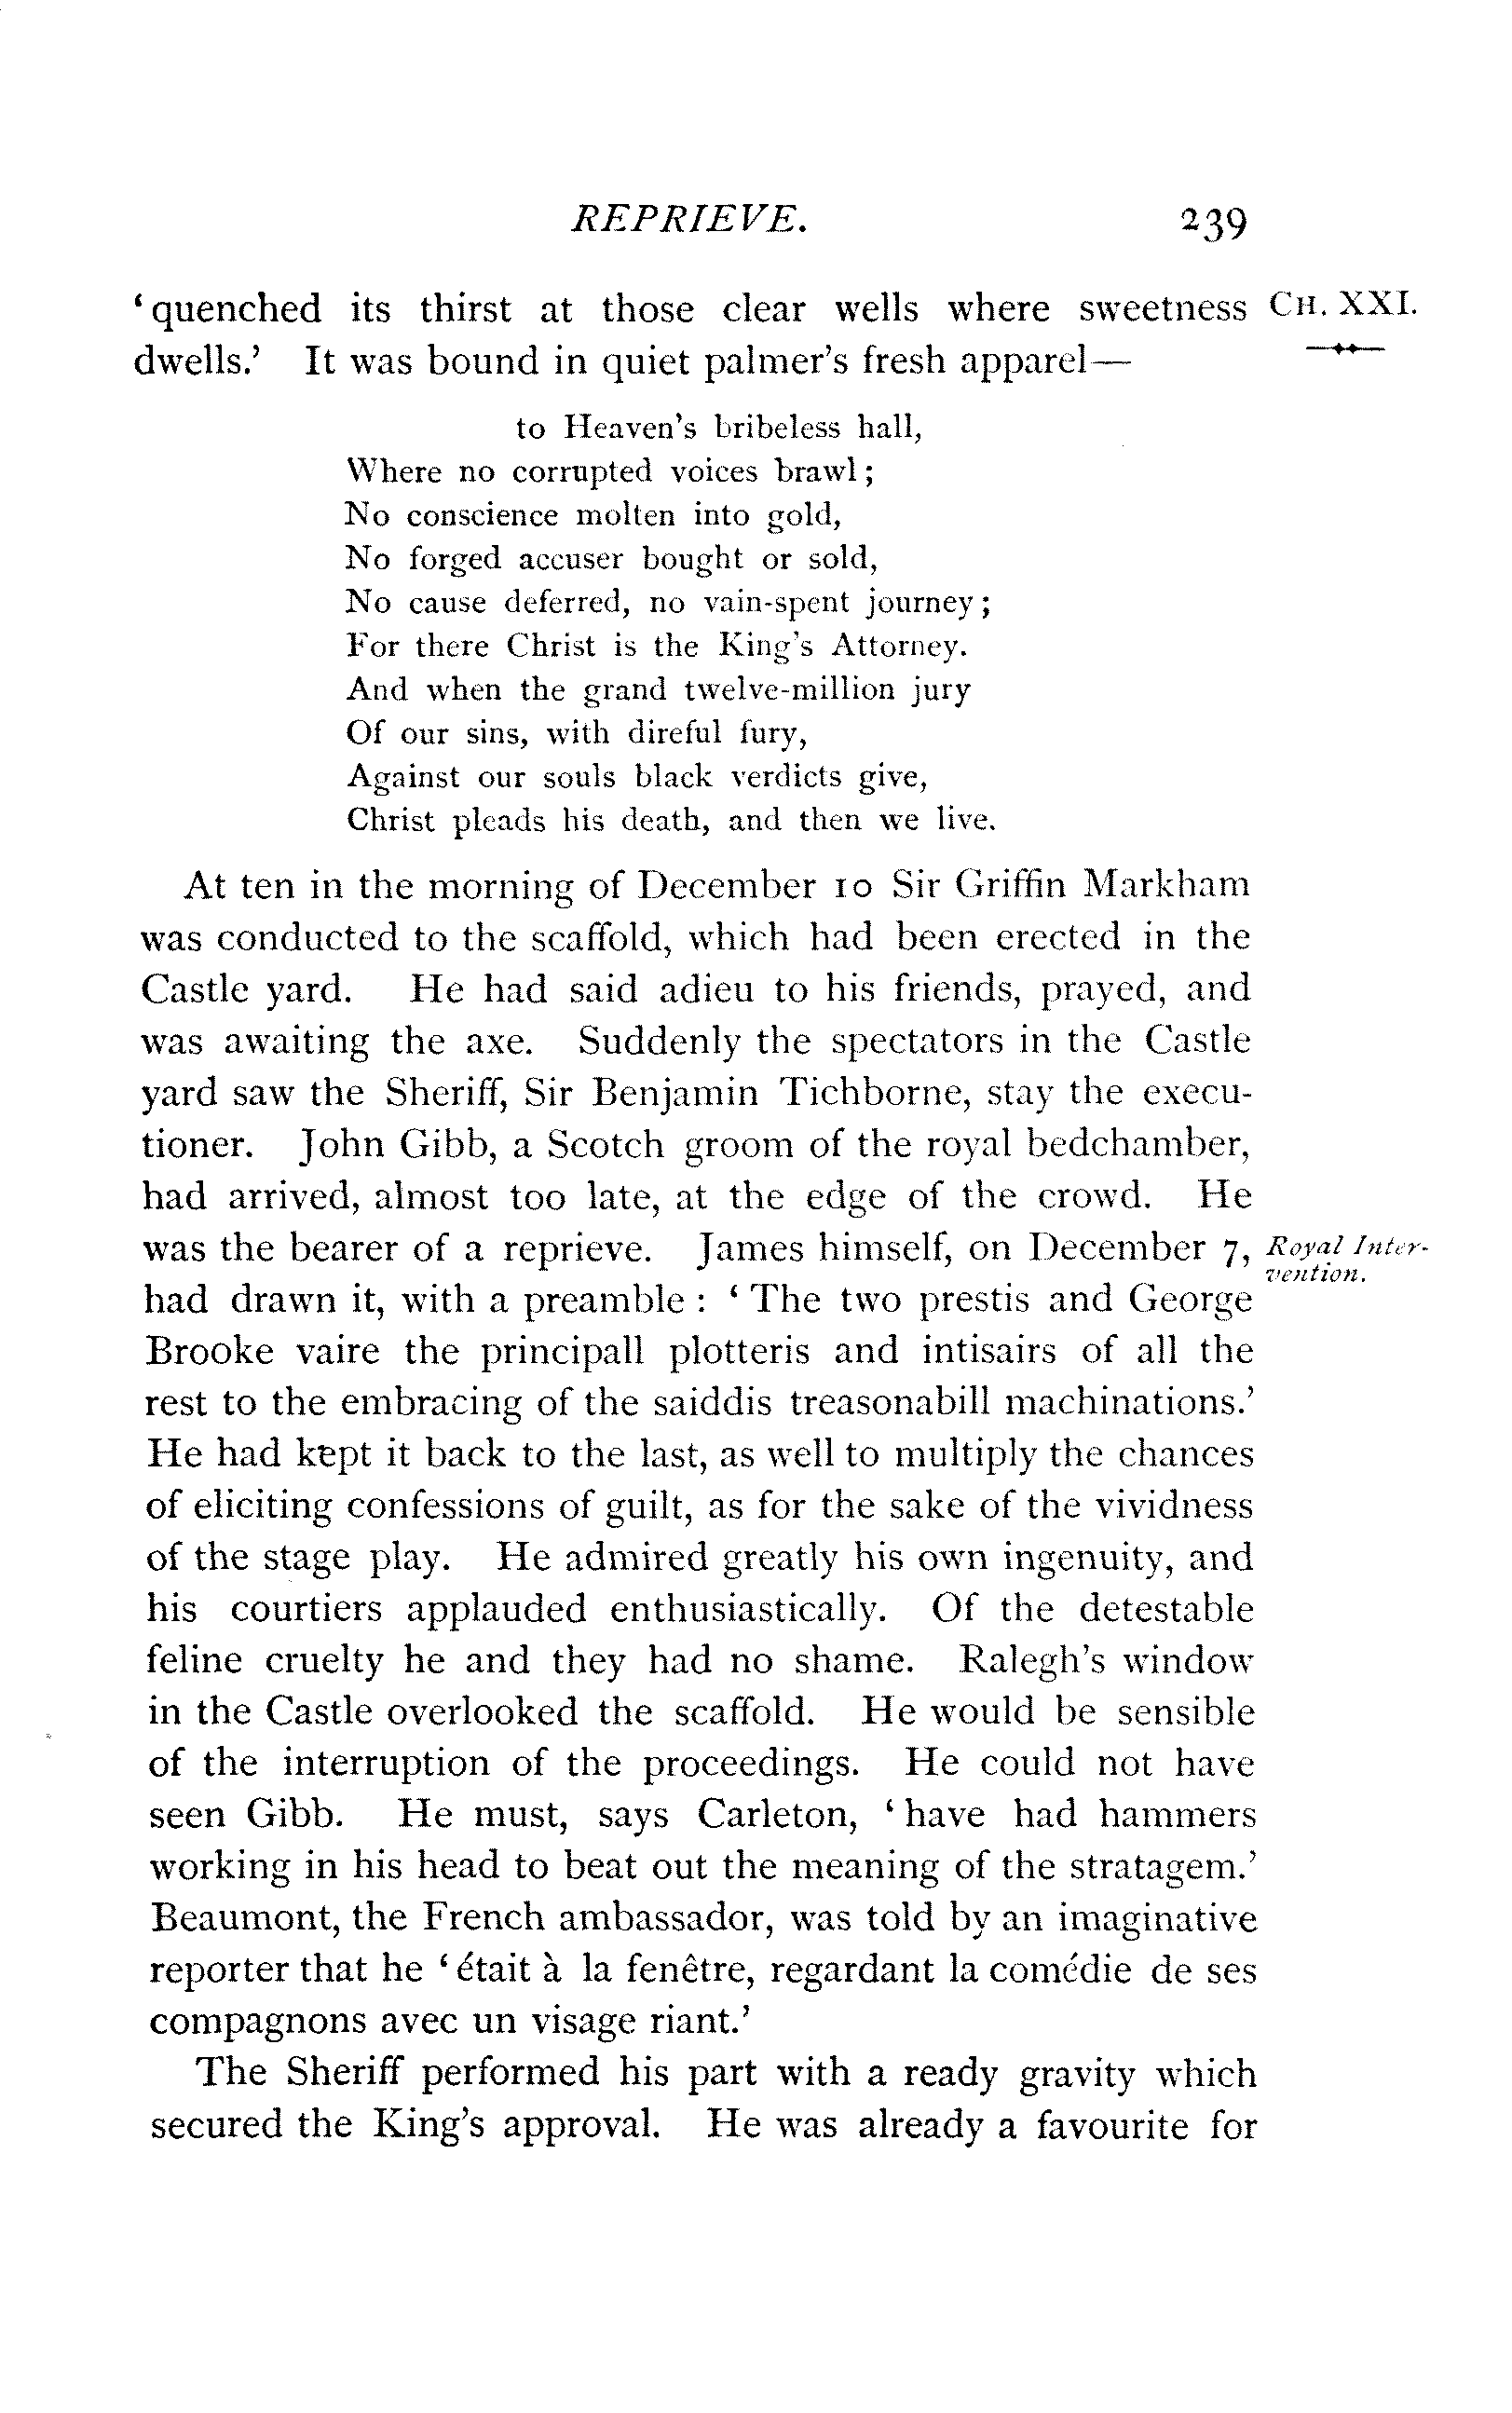 REPRIEVE. 239
'quenched its thirst at those clear wells where sweetness CH. XXI.
dwells.' It was bound in quiet palmer's fresh apparel—
to Heaven's bribeless hall,
Where no corrupted voices brawl;
No conscience molten into gold,
No forged accuser bought or sold,
No cause deferred, no vain-spent journey;
For there Christ is the King's Attorney.
And when the grand twelve-million jury
Of our sins, with direful fury,
Against our souls black verdicts give,
Christ pleads his death, and then we live.
At ten in the morning of December 10 Sir Griffin Markham
was conducted to the scaffold, which had been erected in the
Castle yard. He had said adieu to his friends, prayed, and
was awaiting the axe. Suddenly the spectators in the Castle
yard saw the Sheriff, Sir Benjamin Tichborne, stay the execu-
tioner. John Gibb, a Scotch groom of the royal bedchamber,
had arrived, almost too late, at the edge of the crowd. He
was the bearer of a reprieve. James himself, on December 7,
Royal Inter-
vention.
had drawn it, with a preamble: 'The two prestis and George
Brooke vaire the principall plotteris and intisairs of all the
rest to the embracing of the saiddis treasonabill machinations.'
He had kept it back to the last, as well to multiply the chances
of eliciting confessions of guilt, as for the sake of the vividness
of the stage play. He admired greatly his own ingenuity, and
his courtiers applauded enthusiastically. Of the detestable
feline cruelty he and they had no shame. Ralegh's window
in the Castle overlooked the scaffold. He would be sensible
of the interruption of the proceedings. He could not have
seen Gibb. He must, says Carleton, 'have had hammers
working in his head to beat out the meaning of the stratagem.'
Beaumont, the French ambassador, was told by an imaginative
reporter that he 'était à la fenêtre, regardant la comédie de ses
compagnons avec un visage riant.'
The Sheriff performed his part with a ready gravity which
secured the King's approval. He was already a favourite for